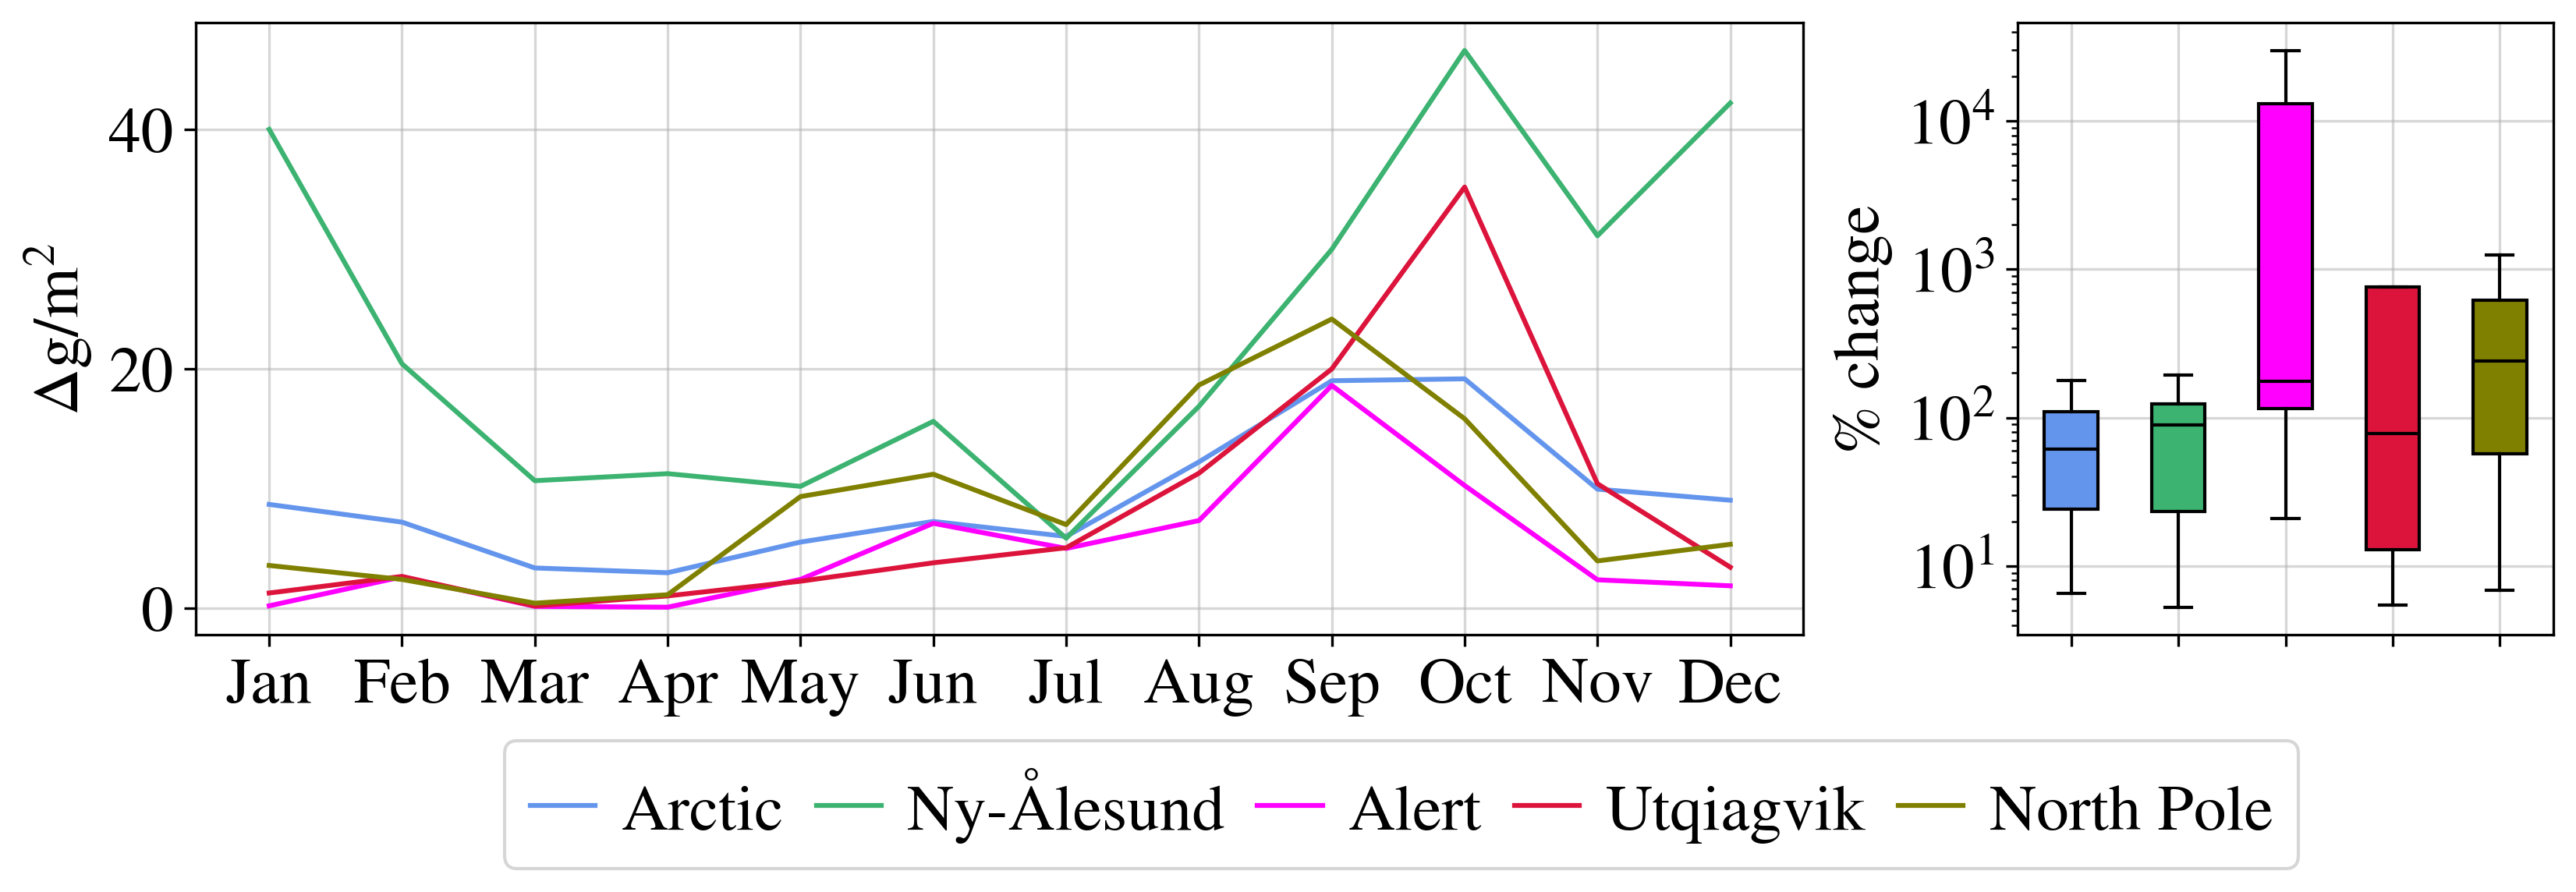 Δg/m²
40
20
0
Jan Feb Mar Apr May Jun Jul Aug Sep Oct Nov Dec
% change
10⁴
10³
10²
10¹
Arctic Ny-Ålesund Alert Utqiagvik North Pole